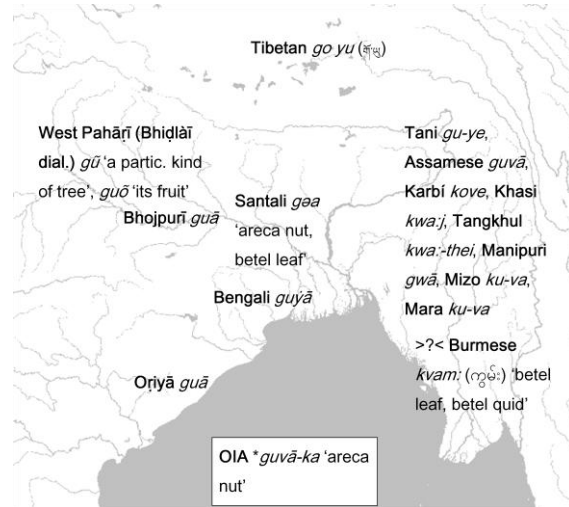 Tibetan go yu (གོ་ཡུ)
West Pahāṛī (Bhiḍlàī
dial.) gū ‘a partic. kind
of tree’, guō ‘its fruit’
Bhojpurī guā
Santali gəa
‘areca nut,
betel leaf’
Bengali guẏā
Oṛiyā guā
Tani gu-ye,
Assamese guvā,
Karbí kove, Khasi
kwa:j, Tangkhul
kwa:-thei, Manipuri
gwā, Mizo ku-va,
Mara ku-va
>?< Burmese
kvam: (ကွမ်း) ‘betel
leaf, betel quid’
OIA *guvā-ka ‘areca
nut’